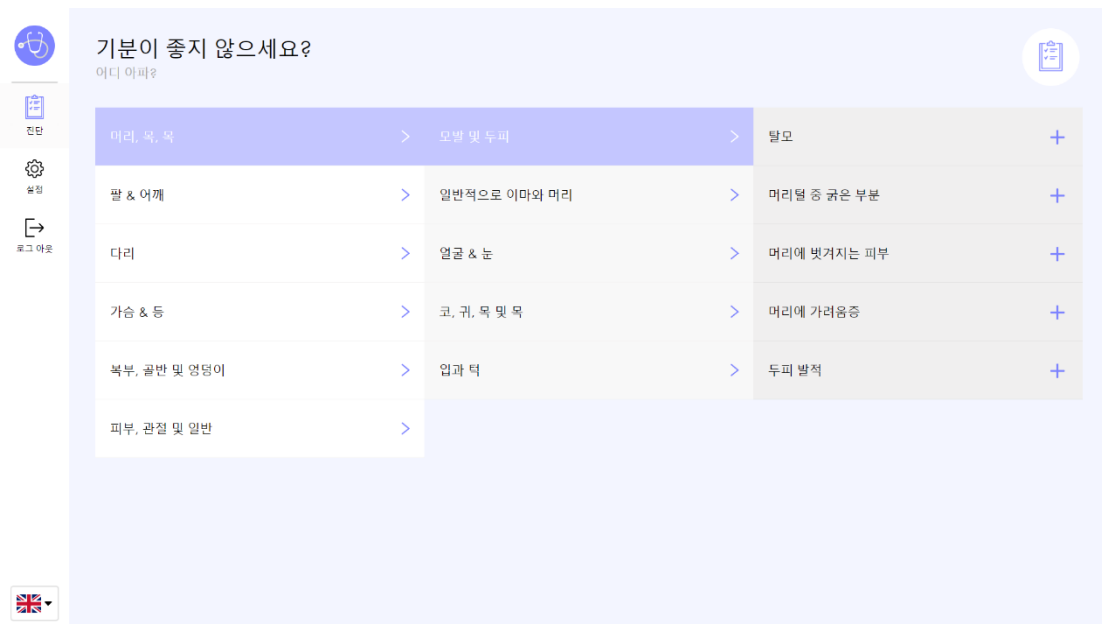 기분이 좋지 않으세요?
어디 아파?
진단
설정
로그 아웃
머리, 목, 목
팔 & 어깨
다리
가슴 & 등
복부, 골반 및 엉덩이
피부, 관절 및 일반
모발 및 두피
일반적으로 이마와 머리
얼굴 & 눈
코, 귀, 목 및 목
입과 턱
탈모
머리털 중 굵은 부분
머리에 벗겨지는 피부
머리에 가려움증
두피 발적